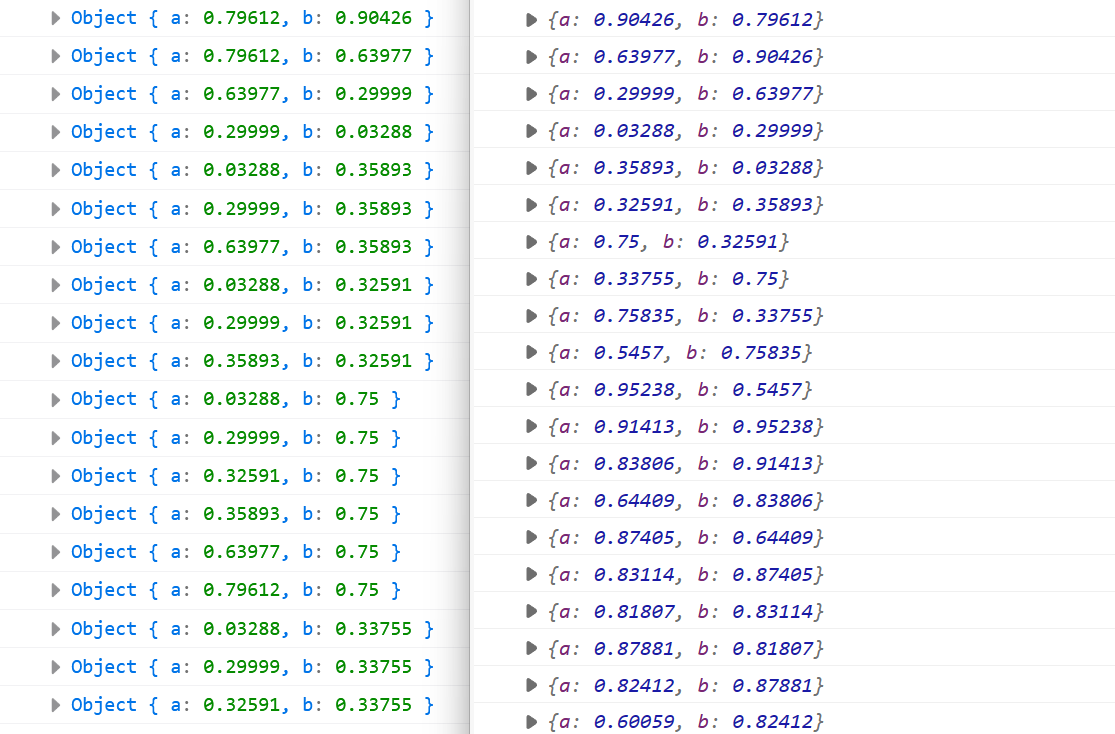 Object { a: 0.79612, b: 0.90426 }
Object { a: 0.79612, b: 0.63977 }
Object { a: 0.63977, b: 0.29999 }
Object { a: 0.29999, b: 0.03288 }
Object { a: 0.03288, b: 0.35893 }
Object { a: 0.29999, b: 0.35893 }
Object { a: 0.63977, b: 0.35893 }
Object { a: 0.03288, b: 0.32591 }
Object { a: 0.29999, b: 0.32591 }
Object { a: 0.35893, b: 0.32591 }
Object { a: 0.03288, b: 0.75 }
Object { a: 0.29999, b: 0.75 }
Object { a: 0.32591, b: 0.75 }
Object { a: 0.35893, b: 0.75 }
Object { a: 0.63977, b: 0.75 }
Object { a: 0.79612, b: 0.75 }
Object { a: 0.03288, b: 0.33755 }
Object { a: 0.29999, b: 0.33755 }
Object { a: 0.32591, b: 0.33755 }
{a: 0.90426, b: 0.79612}
{a: 0.63977, b: 0.90426}
{a: 0.29999, b: 0.63977}
{a: 0.03288, b: 0.29999}
{a: 0.35893, b: 0.03288}
{a: 0.32591, b: 0.35893}
{a: 0.75, b: 0.32591}
{a: 0.33755, b: 0.75}
{a: 0.75835, b: 0.33755}
{a: 0.5457, b: 0.75835}
{a: 0.95238, b: 0.5457}
{a: 0.91413, b: 0.95238}
{a: 0.83806, b: 0.91413}
{a: 0.64409, b: 0.83806}
{a: 0.87405, b: 0.64409}
{a: 0.83114, b: 0.87405}
{a: 0.81807, b: 0.83114}
{a: 0.87881, b: 0.81807}
{a: 0.82412, b: 0.87881}
{a: 0.60059, b: 0.82412}